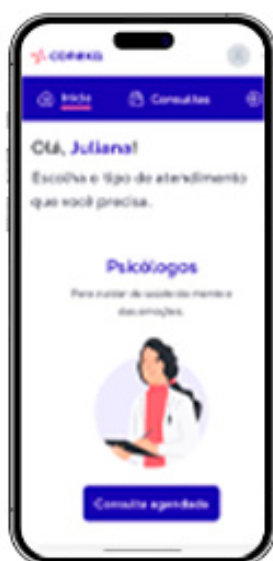 conexa
Início Consultas
Olá, Juliana!
Escolha o tipo de atendimento
que você precisa.
Psicólogos
Para cuidar da saúde da mente e
das emoções.
Consulta agendada